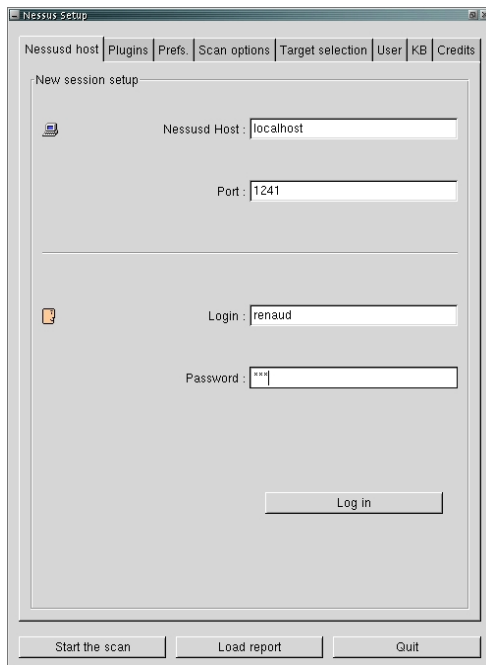 Nessus Setup
Nessusd host Plugins Prefs. Scan options Target selection User KB Credits
New session setup
Nessusd Host : localhost
Port : 1241
Login : renaud
Password : ***
Log in
Start the scan Load report Quit